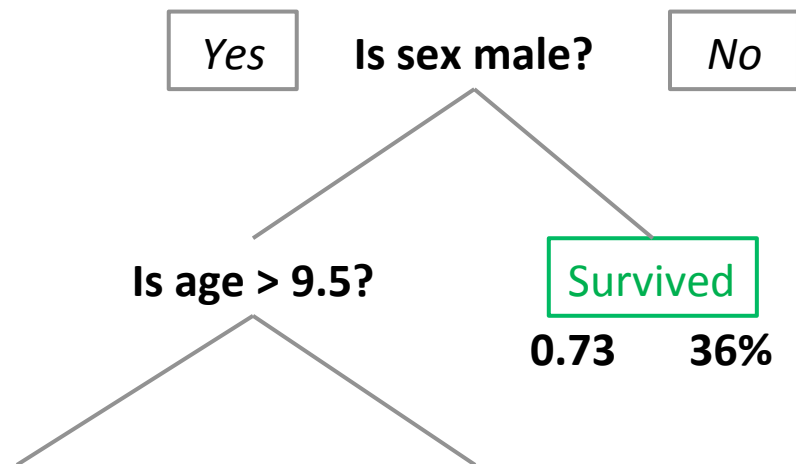 Yes Is sex male? No
Is age > 9.5? Survived
0.73 36%